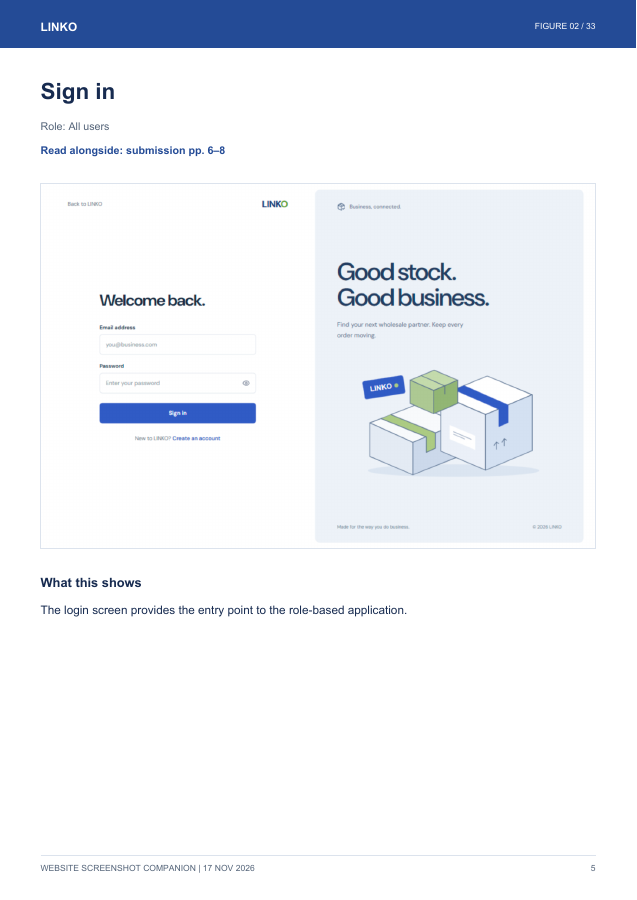 LINKO
FIGURE 02 / 33
Sign in
Role: All users
Read alongside: submission pp. 6–8
Back to LINKO
LINKO
Welcome back.
Email address
you@business.com
Password
Enter your password
Sign in
New to LINKO? Create an account
Business, connected.
Good stock.
Good business.
Find your next wholesale partner. Keep every
order moving.
LINKO
Made for the way you do business.
© 2026 LINKO
What this shows
The login screen provides the entry point to the role-based application.
WEBSITE SCREENSHOT COMPANION | 17 NOV 2026
5